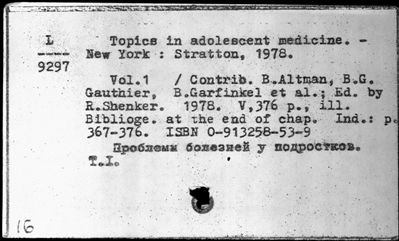 L
9297
Topics in adolescent medicine. -
New York : Stratton, 1978.
Vol.1 / Contrib. B.Altman, B.G.
Gauthier, B.Garfinkel et al.; Ed. by
R.Shenker. 1978. V,376 p., ill.
Biblioge. at the end of chap. Ind.: p.
367-376. ISBN 0-913258-53-9
Проблемы болезней у подростков.
T.I.
16